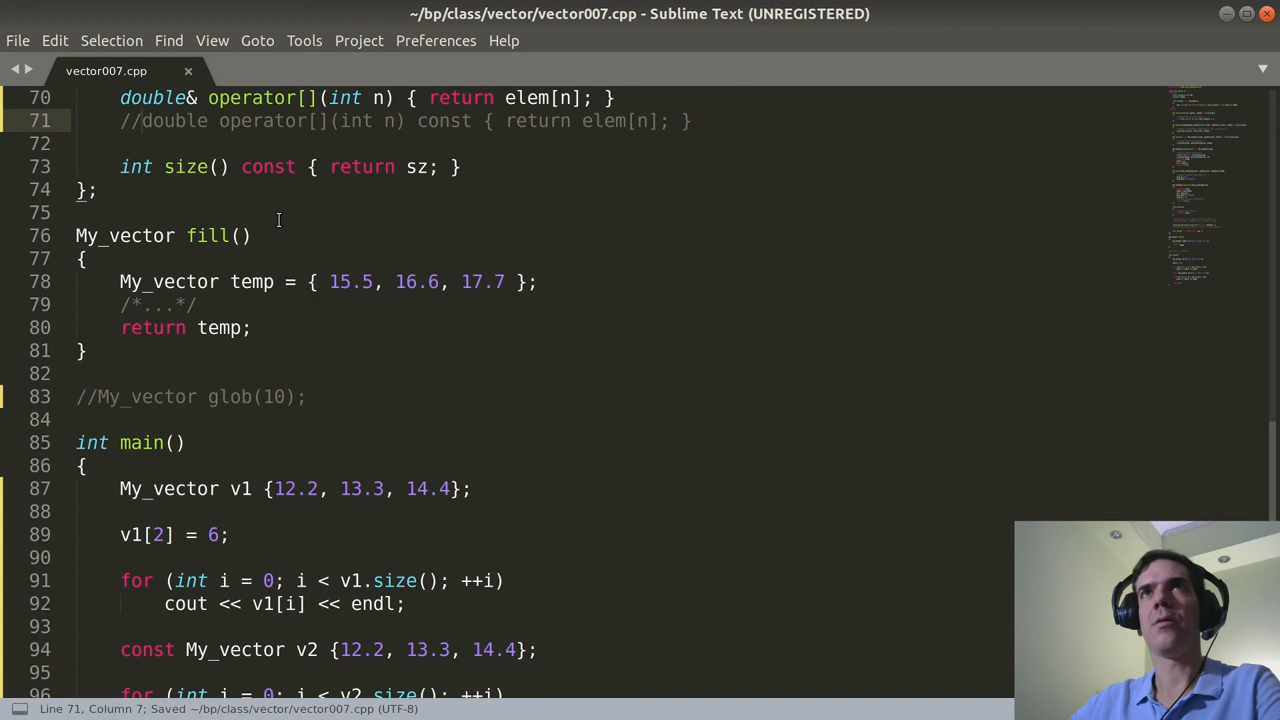 ~/bp/class/vector/vector007.cpp - Sublime Text (UNREGISTERED)
File Edit Selection Find View Goto Tools Project Preferences Help
vector007.cpp
70 double& operator[](int n) { return elem[n]; }
71 //double operator[](int n) const { return elem[n]; }
72
73 int size() const { return sz; }
74 };
75
76 My_vector fill()
77 {
78 My_vector temp = { 15.5, 16.6, 17.7 };
79 /*...*/
80 return temp;
81 }
82
83 //My_vector glob(10);
84
85 int main()
86 {
87 My_vector v1 {12.2, 13.3, 14.4};
88
89 v1[2] = 6;
90
91 for (int i = 0; i < v1.size(); ++i)
92 cout << v1[i] << endl;
93
94 const My_vector v2 {12.2, 13.3, 14.4};
95
96 for (int i = 0; i < v2.size(); ++i)
Line 71, Column 7; Saved ~/bp/class/vector/vector007.cpp (UTF-8)